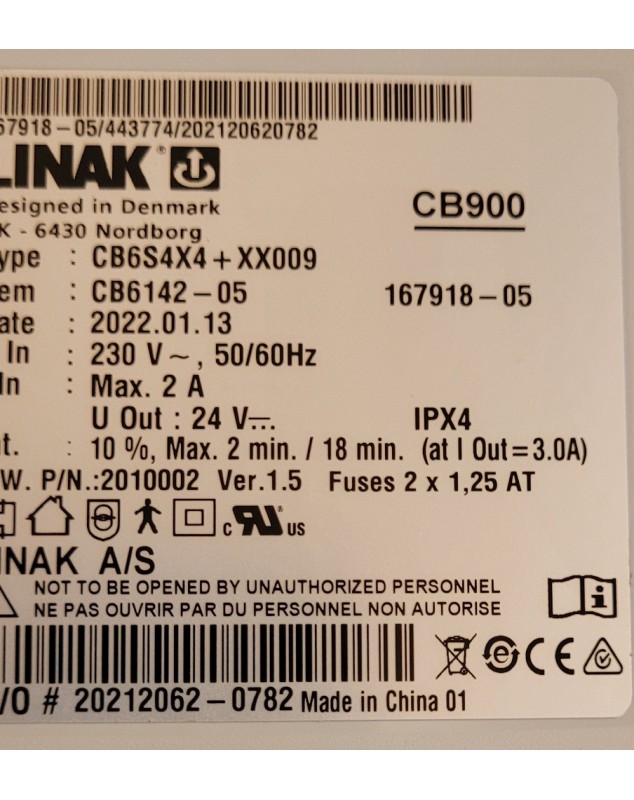 67918-05/443774/202120620782
LINAK®
esigned in Denmark
K - 6430 Nordborg
CB900
ype : CB6S4X4+XX009
em : CB6142-05 167918-05
ate : 2022.01.13
In : 230 V~, 50/60Hz
In : Max. 2 A
U Out : 24 V⎓ IPX4
nt. : 10 %, Max. 2 min. / 18 min. (at I Out=3.0A)
W. P/N.:2010002 Ver.1.5 Fuses 2 x 1,25 AT
c RU® us
INAK A/S
NOT TO BE OPENED BY UNAUTHORIZED PERSONNEL
NE PAS OUVRIR PAR DU PERSONNEL NON AUTORISE
i
e CE
/O # 20212062-0782 Made in China 01